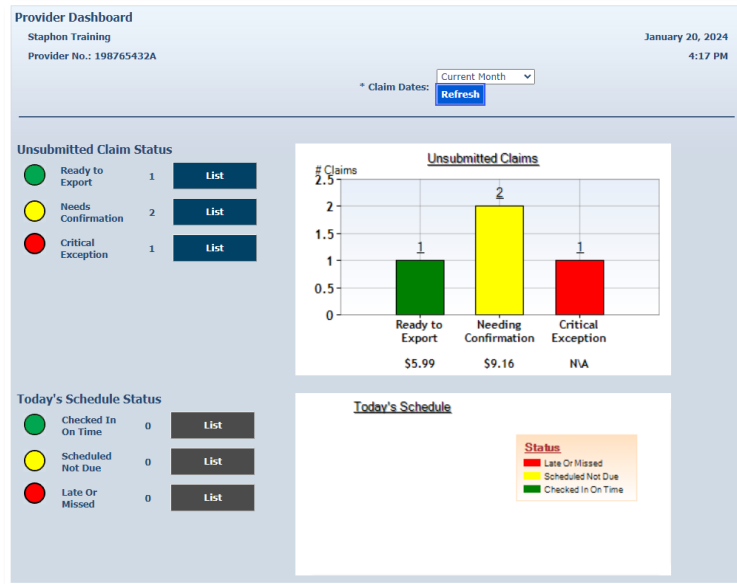 Provider Dashboard
Staphon Training
January 20, 2024
Provider No.: 198765432A
4:17 PM
* Claim Dates:
Current Month
Refresh
Unsubmitted Claim Status
Ready to
Export
1
List
Needs
Confirmation
2
List
Critical
Exception
1
List
Unsubmitted Claims
# Claims
2.5
2
1.5
1
0.5
0
1
2
1
Ready to
Export
Needing
Confirmation
Critical
Exception
$5.99
$9.16
N\A
Today's Schedule Status
Checked In
On Time
0
List
Scheduled
Not Due
0
List
Late Or
Missed
0
List
Today's Schedule
Status
Late Or Missed
Scheduled Not Due
Checked In On Time